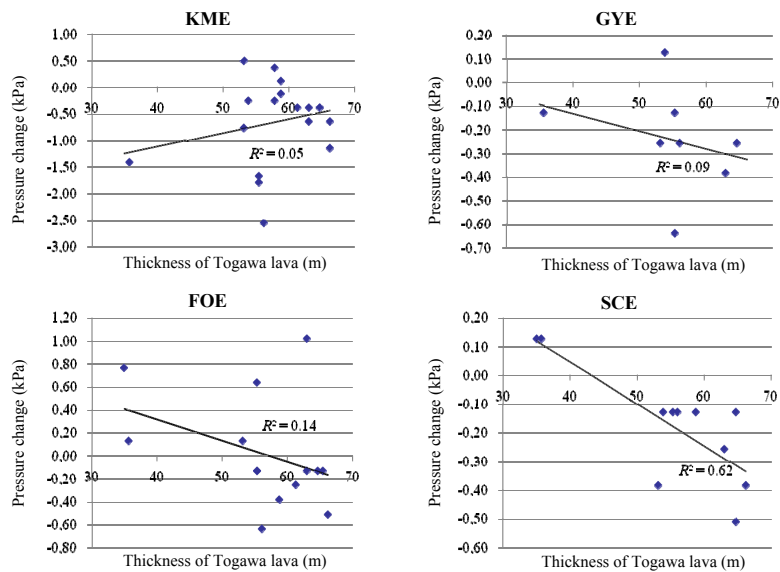 KME
1.00
0.50
0.00
-0.50
-1.00
-1.50
-2.00
-2.50
-3.00
30 40 50 60 70
R² = 0.05
Pressure change (kPa)
Thickness of Togawa lava (m)
GYE
0.20
0.10
0.00
-0.10
-0.20
-0.30
-0.40
-0.50
-0.60
-0.70
30 40 50 60 70
R² = 0.09
Pressure change (kPa)
Thickness of Togawa lava (m)
FOE
1.20
1.00
0.80
0.60
0.40
0.20
0.00
-0.20
-0.40
-0.60
-0.80
30 40 50 60 70
R² = 0.14
Pressure change (kPa)
Thickness of Togawa lava (m)
SCE
0.20
0.10
0.00
-0.10
-0.20
-0.30
-0.40
-0.50
-0.60
30 40 50 60 70
R² = 0.62
Pressure change (kPa)
Thickness of Togawa lava (m)